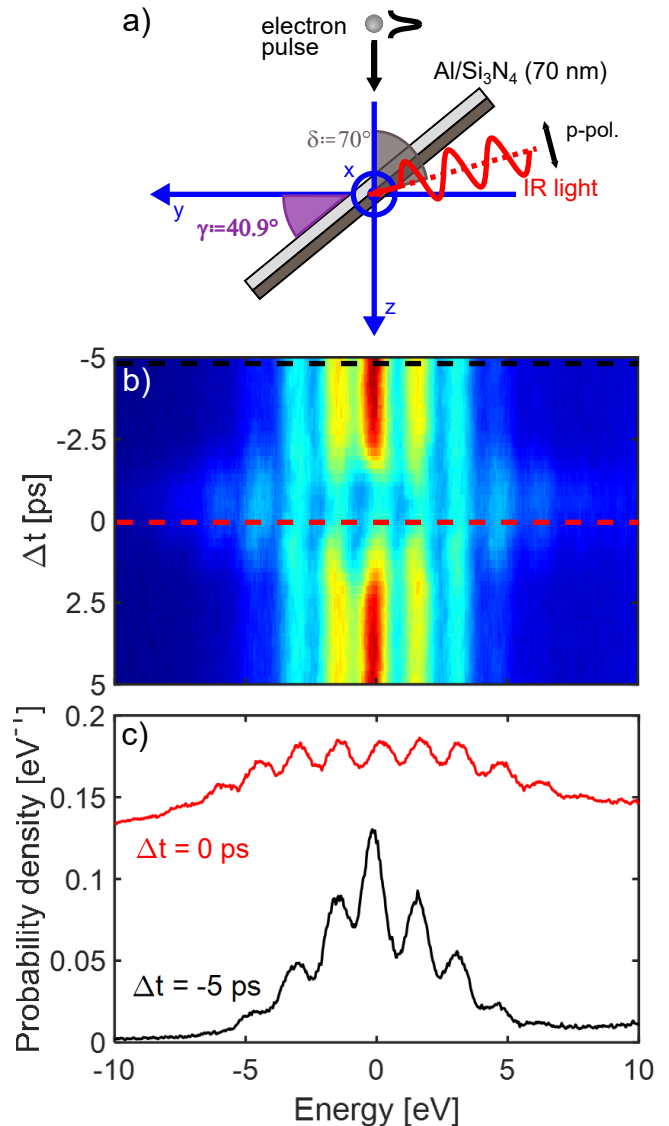 a)
electron
pulse
Al/Si₃N₄ (70 nm)
δ:=70°
p-pol.
x
IR light
y
γ:=40.9°
z
b)
-5
-2.5
0
2.5
5
Δt [ps]
c)
0.2
0.15
0.1
0.05
0
Probability density [eV⁻¹]
Δt = 0 ps
Δt = -5 ps
-10
-5
0
5
10
Energy [eV]